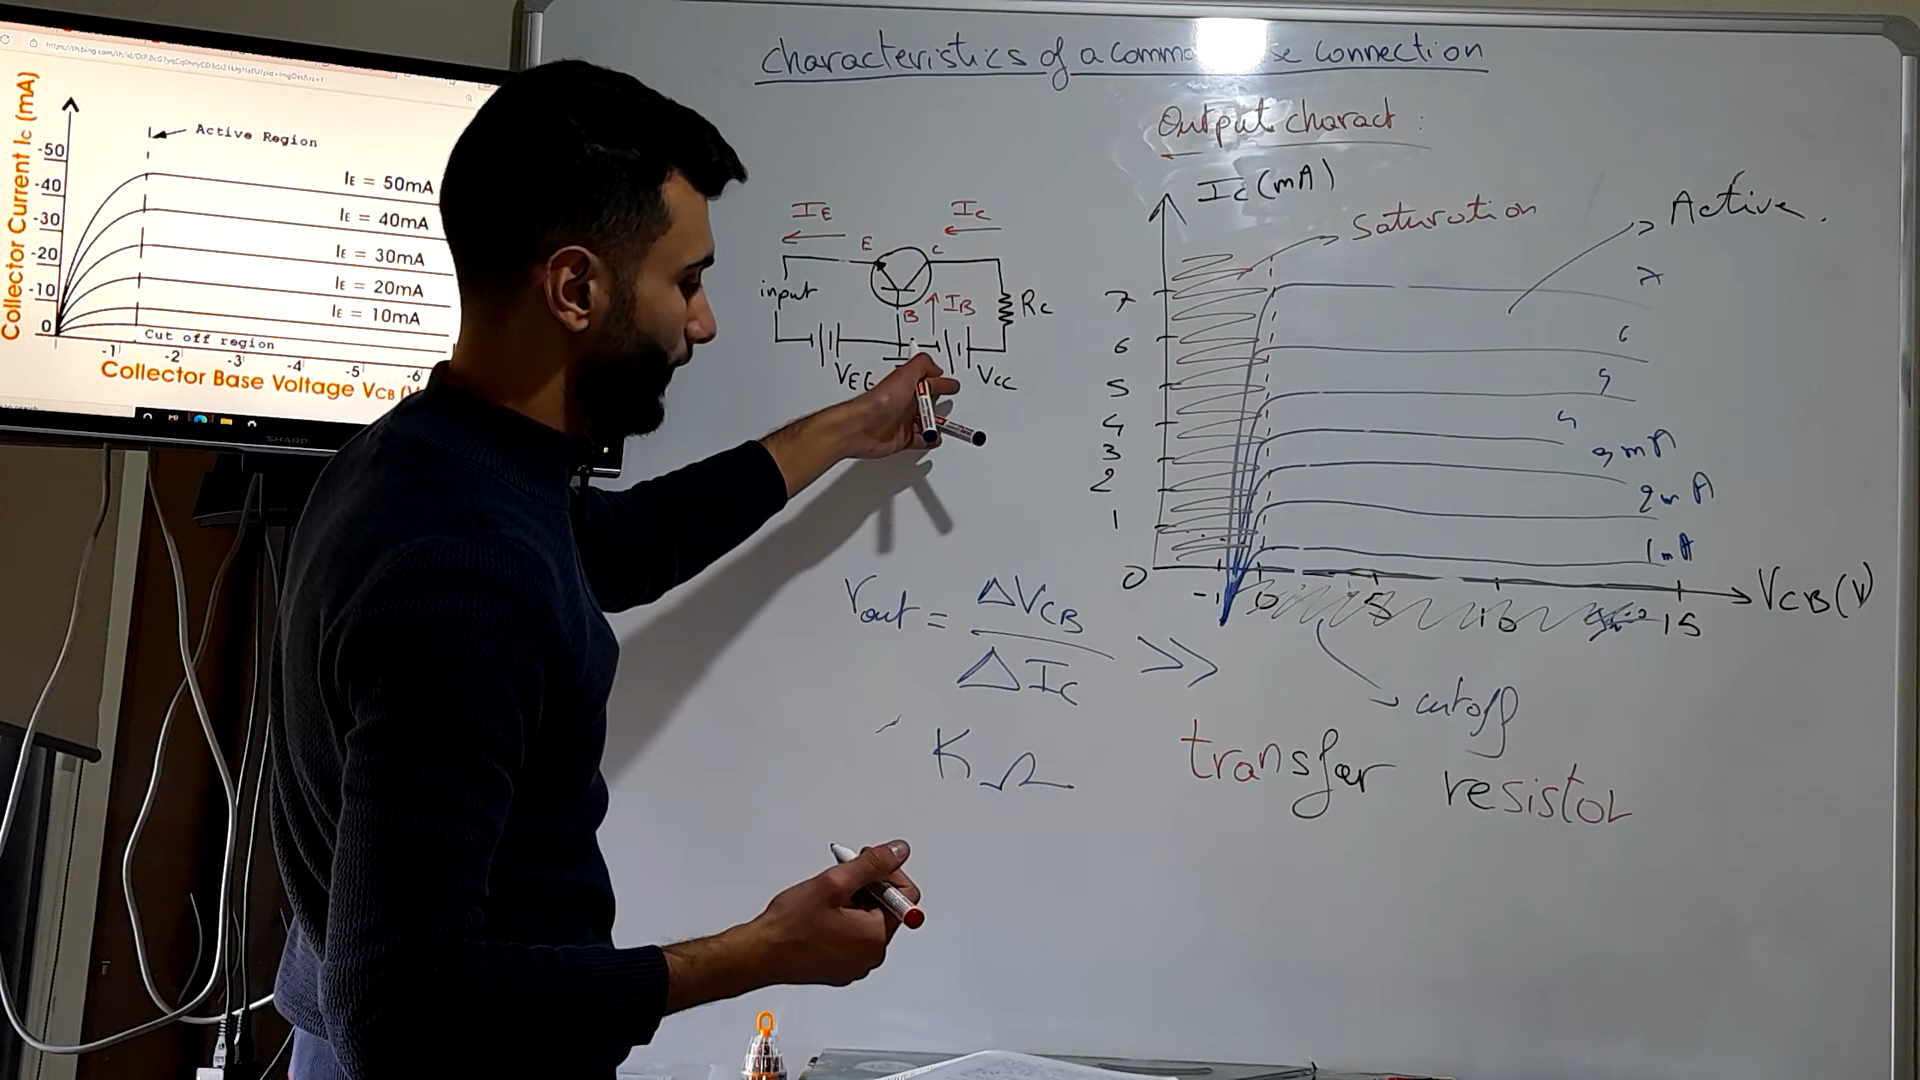 Active Region
Collector Current IC (mA)
-50
-40
-30
-20
-10
0
IE = 50mA
IE = 40mA
IE = 30mA
IE = 20mA
IE = 10mA
Cut off region
-1 -2 -3 -4 -5 -6
Collector Base Voltage VCB
SHARP
characteristics of a commo se connection
Output charact :
IC (mA)
Saturation
Active.
IE
IC
E
C
input
B
IB
RC
VEE
VCC
7
6
5
4
3
2
1
0
7
6
5
4
3 mA
2 mA
1 mA
-1 0 5 10 15
VCB (V)
rout = ΔVCB
ΔIC
>>
KΩ
cutoff
transfer resistor